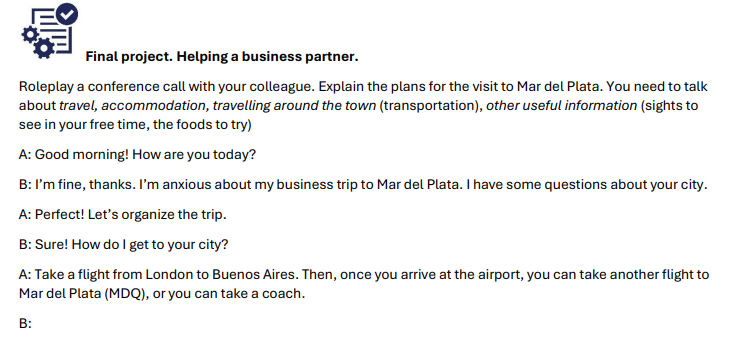 Final project. Helping a business partner.
Roleplay a conference call with your colleague. Explain the plans for the visit to Mar del Plata. You need to talk
about travel, accommodation, travelling around the town (transportation), other useful information (sights to
see in your free time, the foods to try)
A: Good morning! How are you today?
B: I’m fine, thanks. I’m anxious about my business trip to Mar del Plata. I have some questions about your city.
A: Perfect! Let’s organize the trip.
B: Sure! How do I get to your city?
A: Take a flight from London to Buenos Aires. Then, once you arrive at the airport, you can take another flight to
Mar del Plata (MDQ), or you can take a coach.
B: